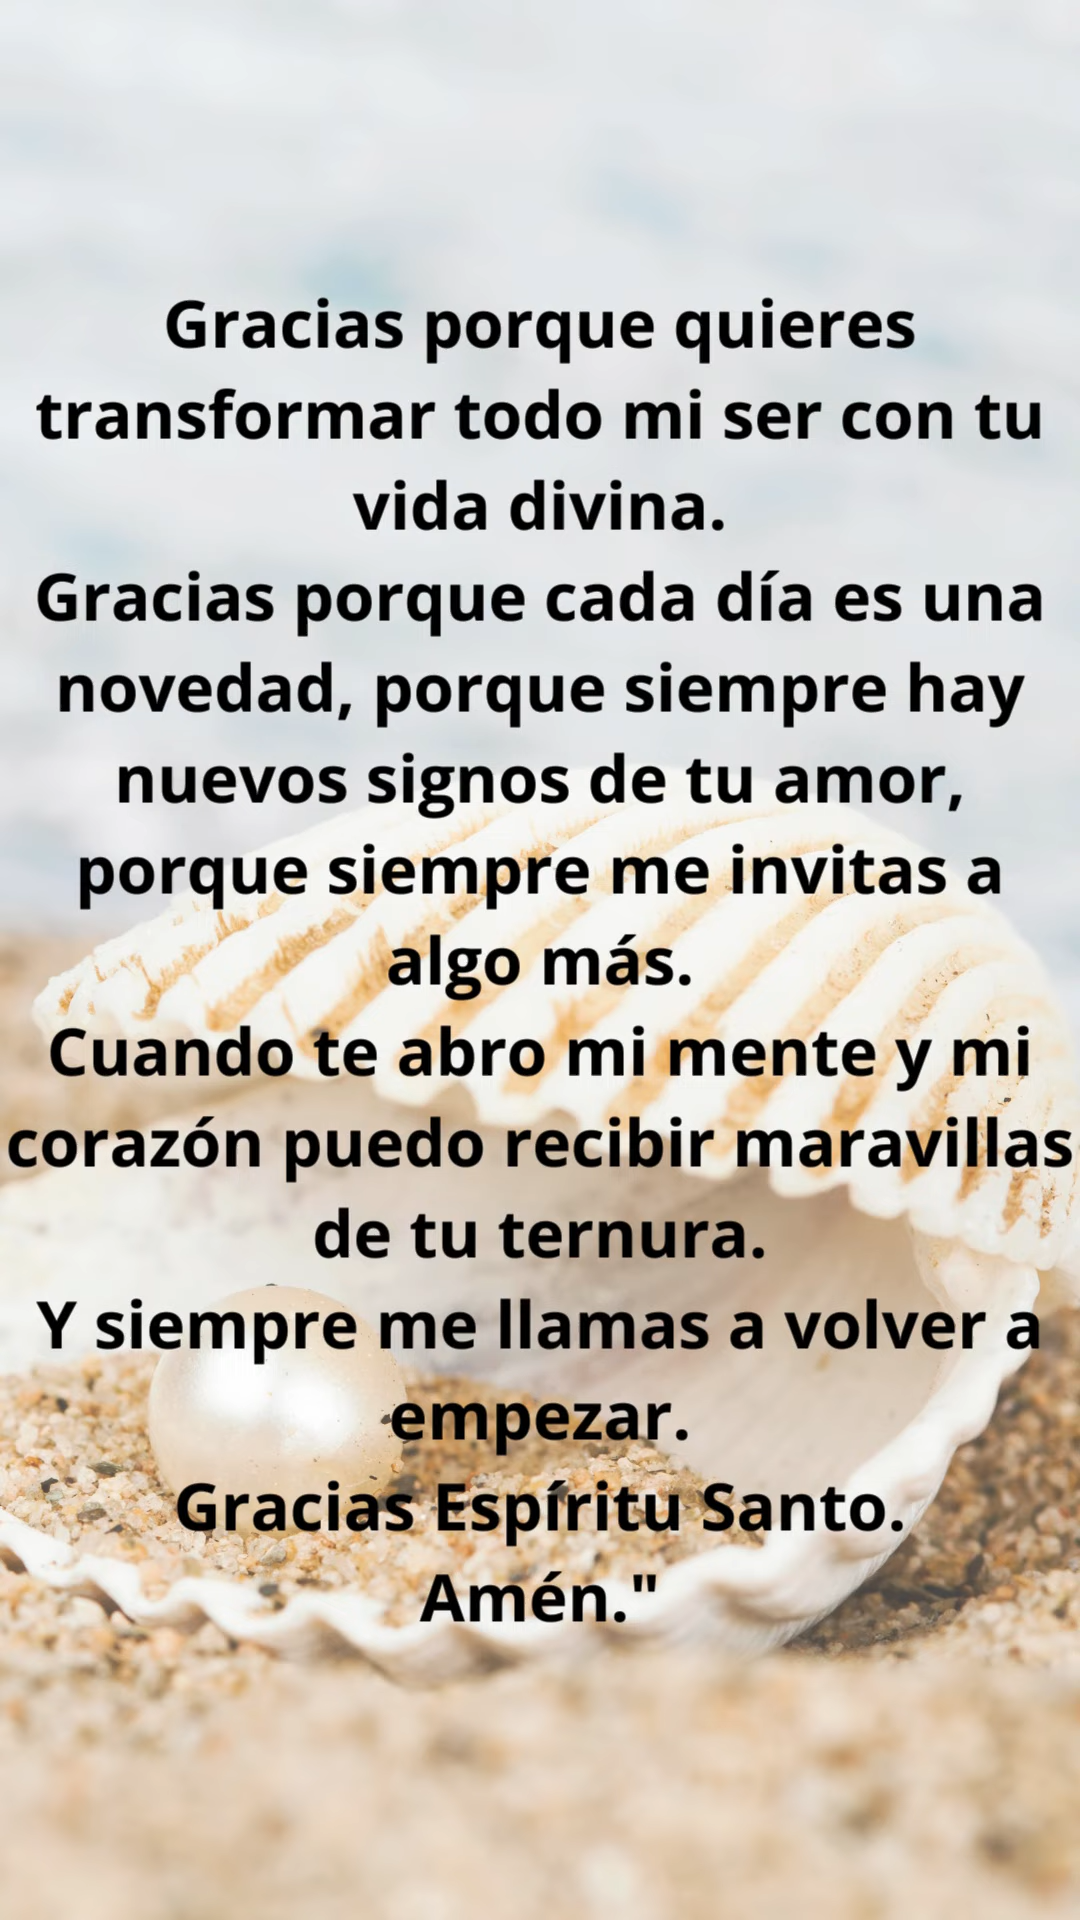 Gracias porque quieres
transformar todo mi ser con tu
vida divina.
Gracias porque cada día es una
novedad, porque siempre hay
nuevos signos de tu amor,
porque siempre me invitas a
algo más.
Cuando te abro mi mente y mi
corazón puedo recibir maravillas
de tu ternura.
Y siempre me llamas a volver a
empezar.
Gracias Espíritu Santo.
Amén."